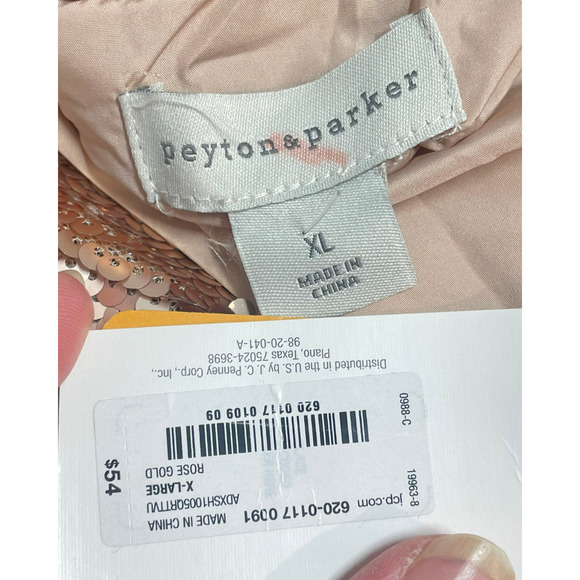 peyton&parker
XL
MADE IN
CHINA
Distributed in the U.S. by J. C. Penney Corp., Inc.,
Plano, Texas 75024-3698
98-20-041-A
0988-C
19963-8
jcp.com 620-0117 0091
MADE IN CHINA
ADXSH1005QRTTVU
X-LARGE
ROSE GOLD
620 0117 0109 09
$54